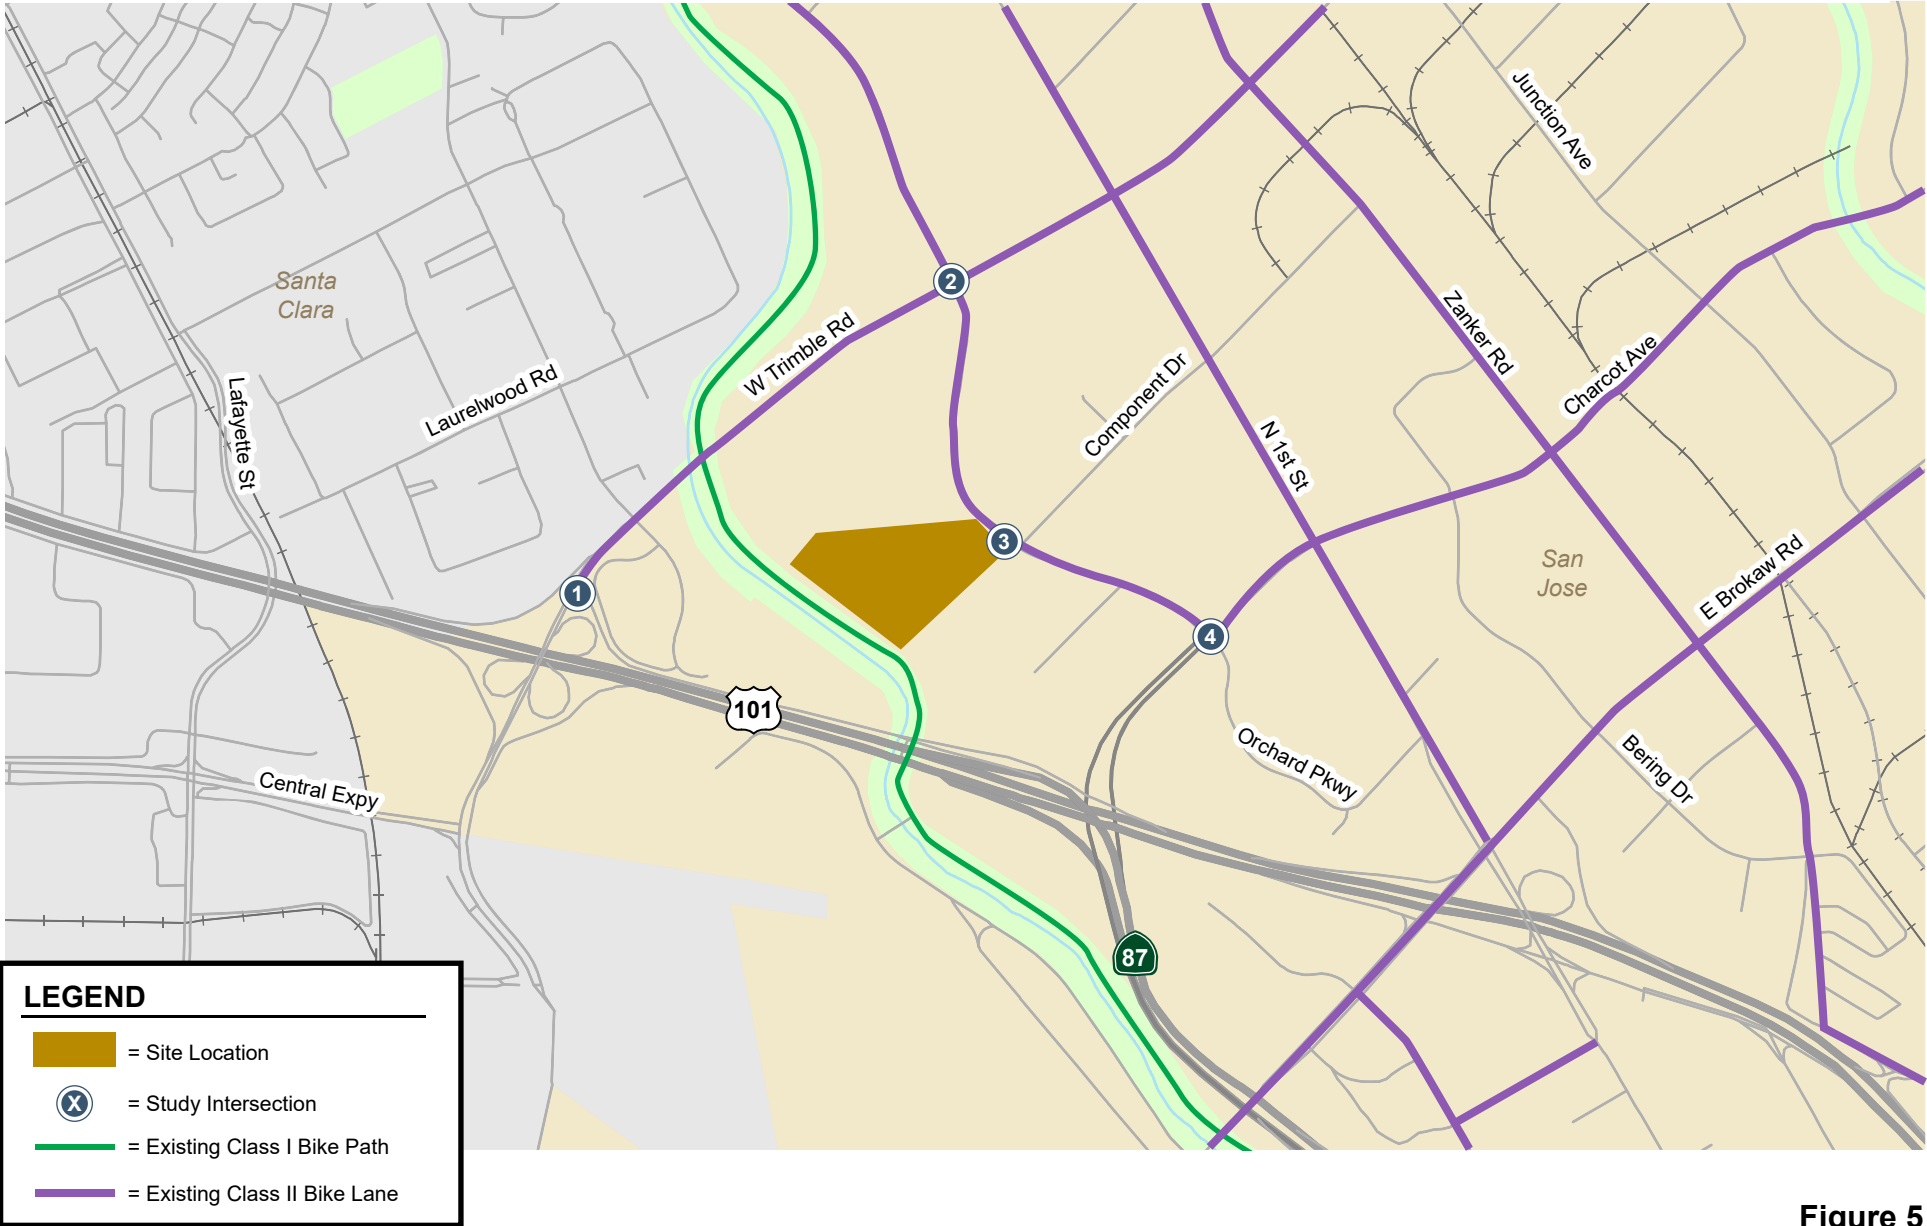 Junction Ave
Santa
Clara
2
W Trimble Rd
Zanker Rd
Charcot Ave
Component Dr
Laurelwood Rd
Lafayette St
N 1st St
3
San
Jose
E Brokaw Rd
1
4
101
Orchard Pkwy
Bering Dr
Central Expy
87
LEGEND
= Site Location
X = Study Intersection
= Existing Class I Bike Path
= Existing Class II Bike Lane
Figure 5